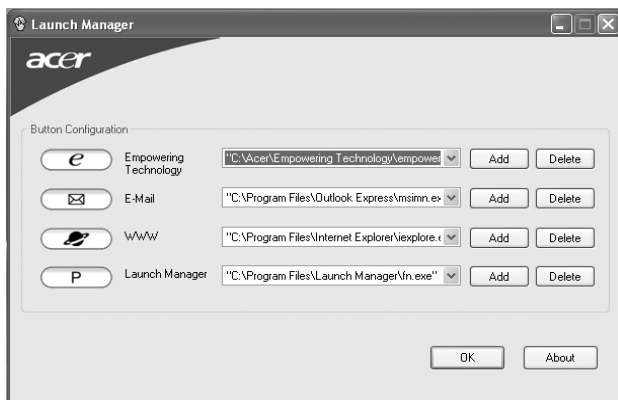 Launch Manager
acer
Button Configuration
e Empowering Technology "C:\Acer\Empowering Technology\empower Add Delete
E-Mail "C:\Program Files\Outlook Express\msimn.ex Add Delete
WWW "C:\Program Files\Internet Explorer\iexplore.e Add Delete
P Launch Manager "C:\Program Files\Launch Manager\fn.exe" Add Delete
OK About